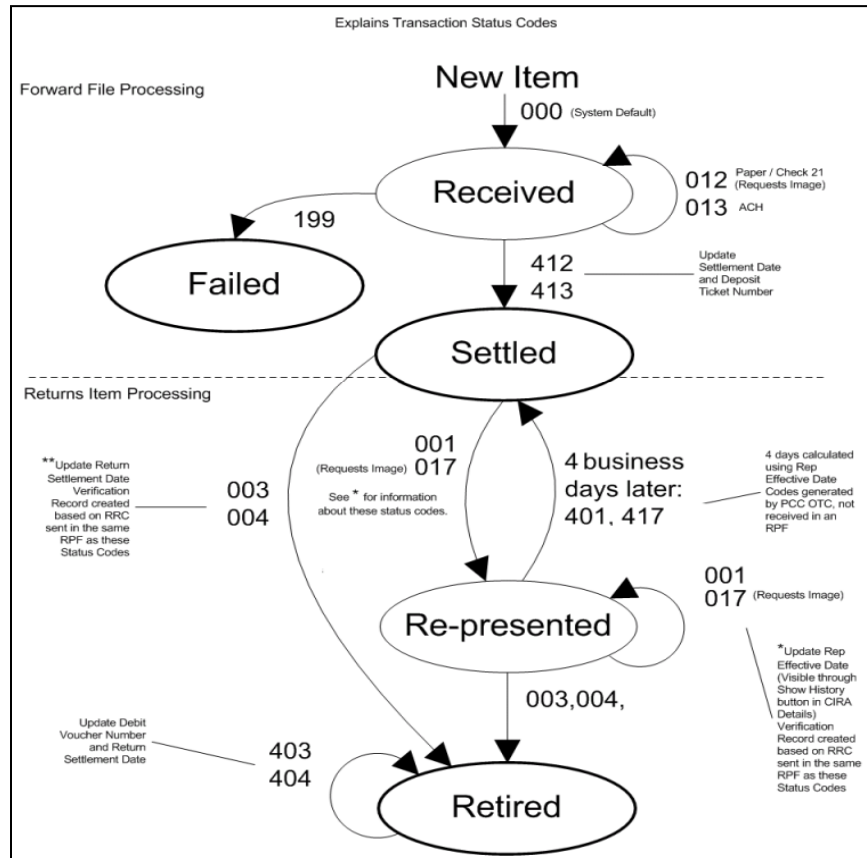 Explains Transaction Status Codes
Forward File Processing
New Item
000 (System Default)
Received
012 Paper / Check 21
(Requests Image)
013 ACH
199
Failed
412
413
Update
Settlement Date
and Deposit
Ticket Number
Settled
Returns Item Processing
**Update Return
Settlement Date
Verification
Record created
based on RRC
sent in the same
RPF as these
Status Codes
003
004
001
(Requests Image) 017
See * for information
about these status codes.
4 business
days later:
401, 417
4 days calculated
using Rep
Effective Date
Codes generated
by PCC OTC, not
received in an
RPF
Re-presented
001
017 (Requests Image)
*Update Rep
Effective Date
(Visible through
Show History
button in CIRA
Details)
Verification
Record created
based on RRC
sent in the same
RPF as these
Status Codes
003,004,
Update Debit
Voucher Number
and Return
Settlement Date
403
404
Retired